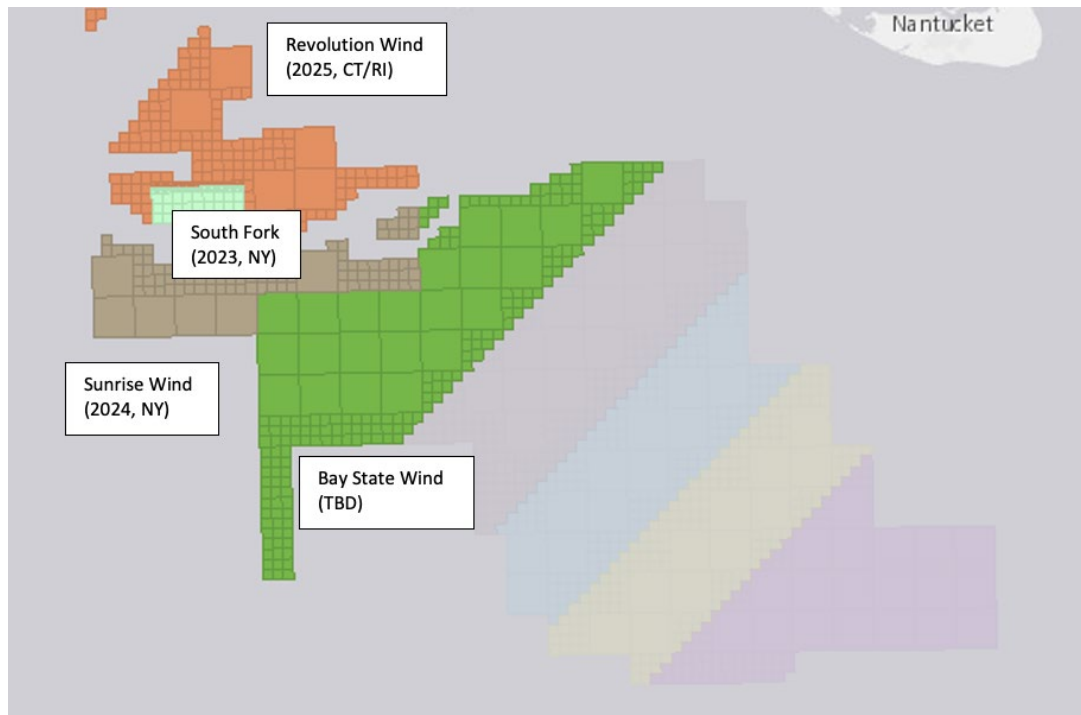 Nantucket
Revolution Wind
(2025, CT/RI)
South Fork
(2023, NY)
Sunrise Wind
(2024, NY)
Bay State Wind
(TBD)